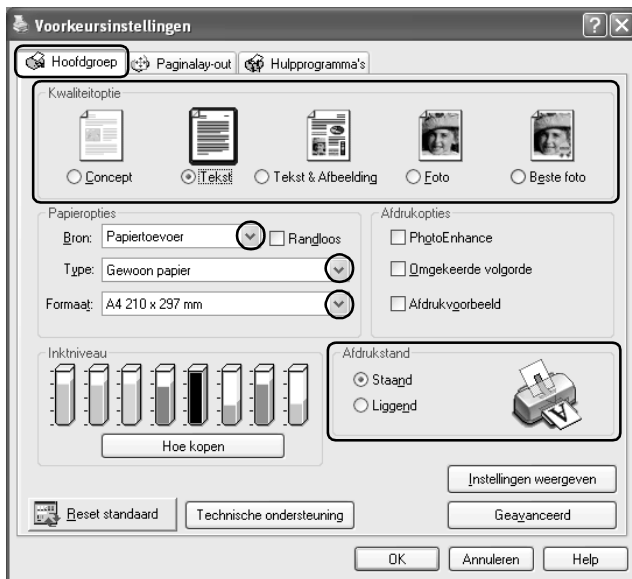 Voorkeursinstellingen
Hoofdgroep Paginalay-out Hulpprogramma's
Kwaliteitoptie
Concept Tekst Tekst & Afbeelding Foto Beste foto
Papieropties
Bron: Papiertoevoer Randloos
Type: Gewoon papier
Formaat: A4 210 x 297 mm
Afdrukopties
PhotoEnhance
Omgekeerde volgorde
Afdrukvoorbeeld
Inktniveau
Hoe kopen
Afdrukstand
Staand
Liggend
Instellingen weergeven
Reset standaard Technische ondersteuning Geavanceerd
OK Annuleren Help